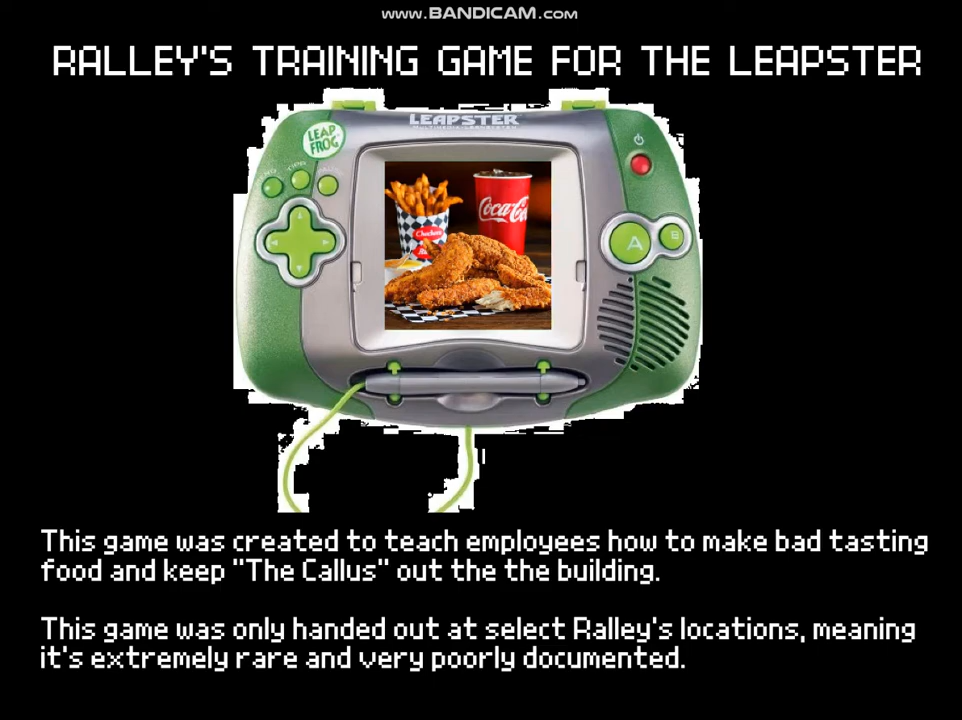 www.BANDICAM.com
RALLEY'S TRAINING GAME FOR THE LEAPSTER
LEAPSTER
LEAP
FROG
Coca-Co
Checkers
A
B
This game was created to teach employees how to make bad tasting
food and keep "The Callus" out the the building.
This game was only handed out at select Ralley's locations, meaning
it's extremely rare and very poorly documented.